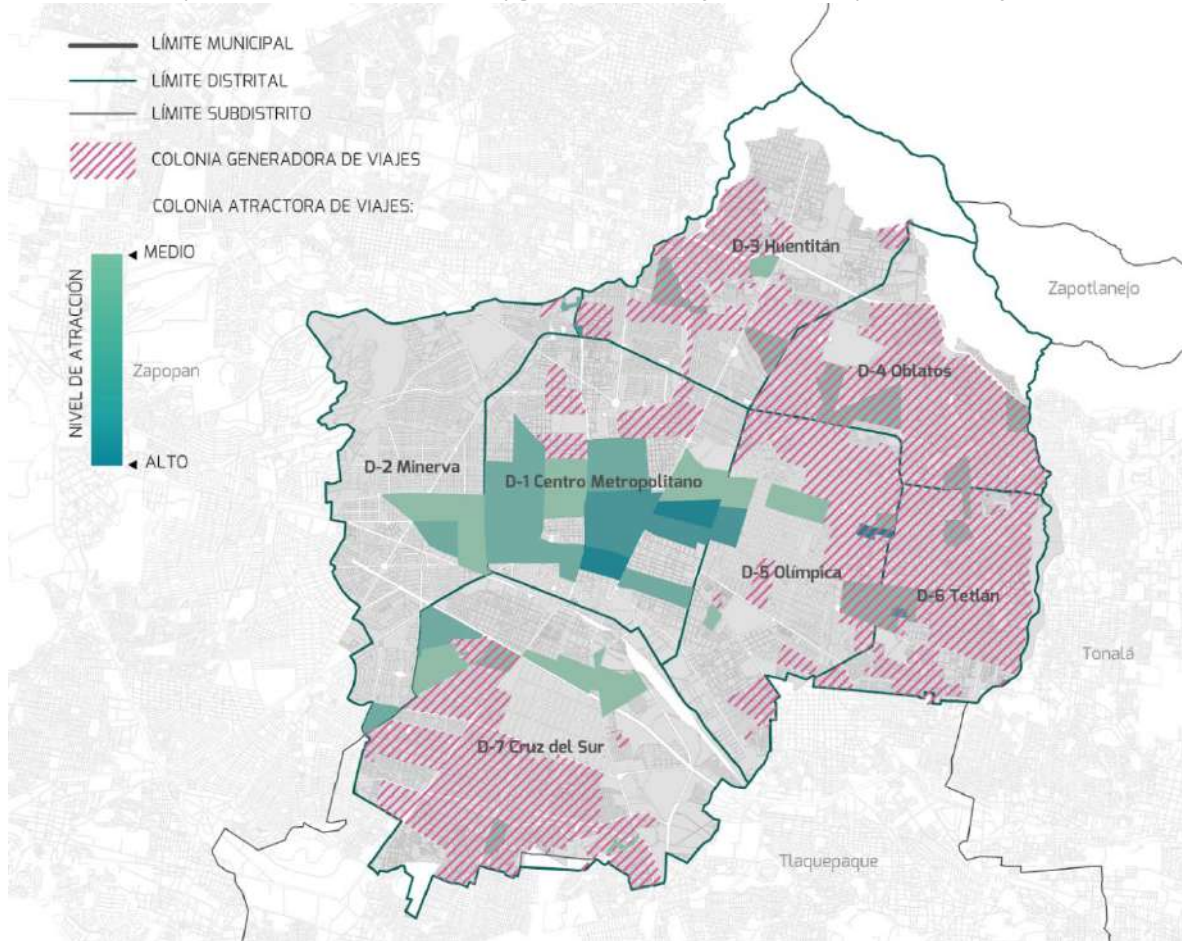 LÍMITE MUNICIPAL
LÍMITE DISTRITAL
LÍMITE SUBDISTRITO
COLONIA GENERADORA DE VIAJES
COLONIA ATRACTORA DE VIAJES:
MEDIO
NIVEL DE ATRACCIÓN
ALTO
Zapopan
D-3 Huentitán
Zapotlanejo
D-4 Oblatos
D-2 Minerva
D-1 Centro Metropolitano
D-5 Olímpica
D-6 Tetlán
Tonalá
D-7 Cruz del Sur
Tlaquepaque